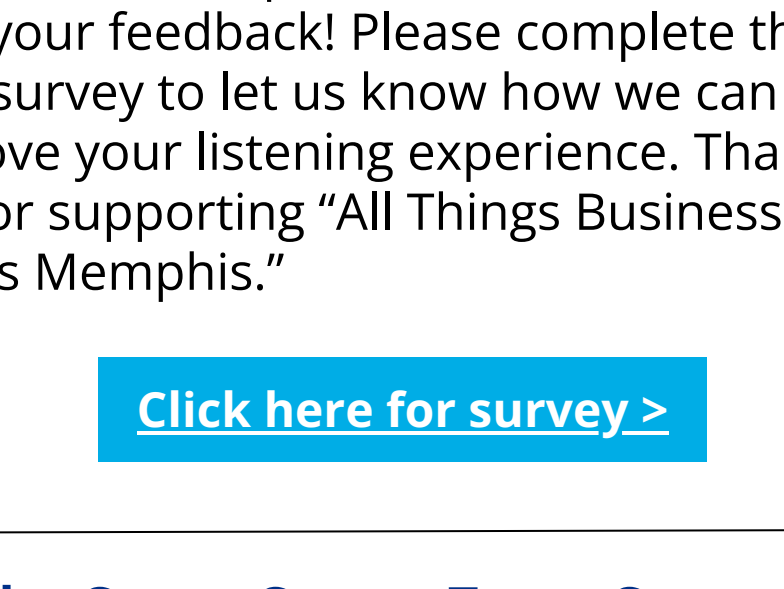 your feedback! Please complete th
survey to let us know how we can
ove your listening experience. Tha
or supporting “All Things Business
s Memphis.”
Click here for survey >